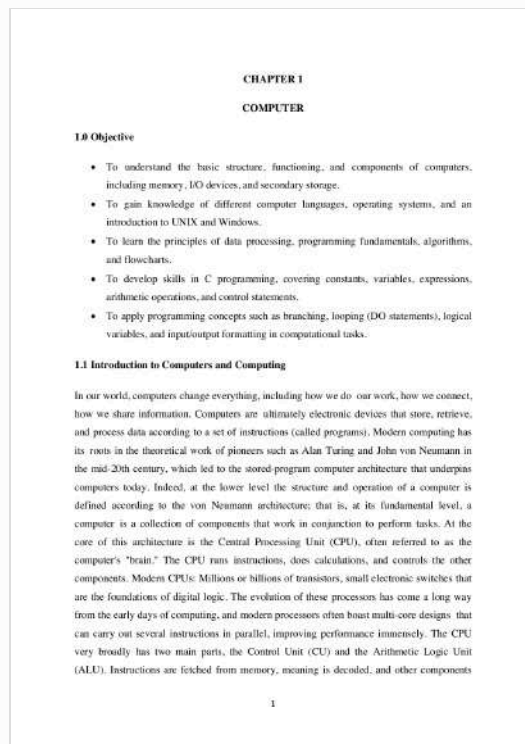 CHAPTER 1
COMPUTER
1.0 Objective
• To understand the basic structure, functioning, and components of computers,
including memory, I/O devices, and secondary storage.
• To gain knowledge of different computer languages, operating systems, and an
introduction to UNIX and Windows.
• To learn the principles of data processing, programming fundamentals, algorithms,
and flowcharts.
• To develop skills in C programming, covering constants, variables, expressions,
arithmetic operations, and control statements.
• To apply programming concepts such as branching, looping (DO statements), logical
variables, and input/output formatting in computational tasks.
1.1 Introduction to Computers and Computing
In our world, computers change everything, including how we do our work, how we connect,
how we share information. Computers are ultimately electronic devices that store, retrieve,
and process data according to a set of instructions (called programs). Modern computing has
its roots in the theoretical work of pioneers such as Alan Turing and John von Neumann in
the mid-20th century, which led to the stored-program computer architecture that underpins
computers today. Indeed, at the lower level the structure and operation of a computer is
defined according to the von Neumann architecture; that is, at its fundamental level, a
computer is a collection of components that work in conjunction to perform tasks. At the
core of this architecture is the Central Processing Unit (CPU), often referred to as the
computer's "brain." The CPU runs instructions, does calculations, and controls the other
components. Modern CPUs: Millions or billions of transistors, small electronic switches that
are the foundations of digital logic. The evolution of these processors has come a long way
from the early days of computing, and modern processors often boast multi-core designs that
can carry out several instructions in parallel, improving performance immensely. The CPU
very broadly has two main parts, the Control Unit (CU) and the Arithmetic Logic Unit
(ALU). Instructions are fetched from memory, meaning is decoded, and other components
1